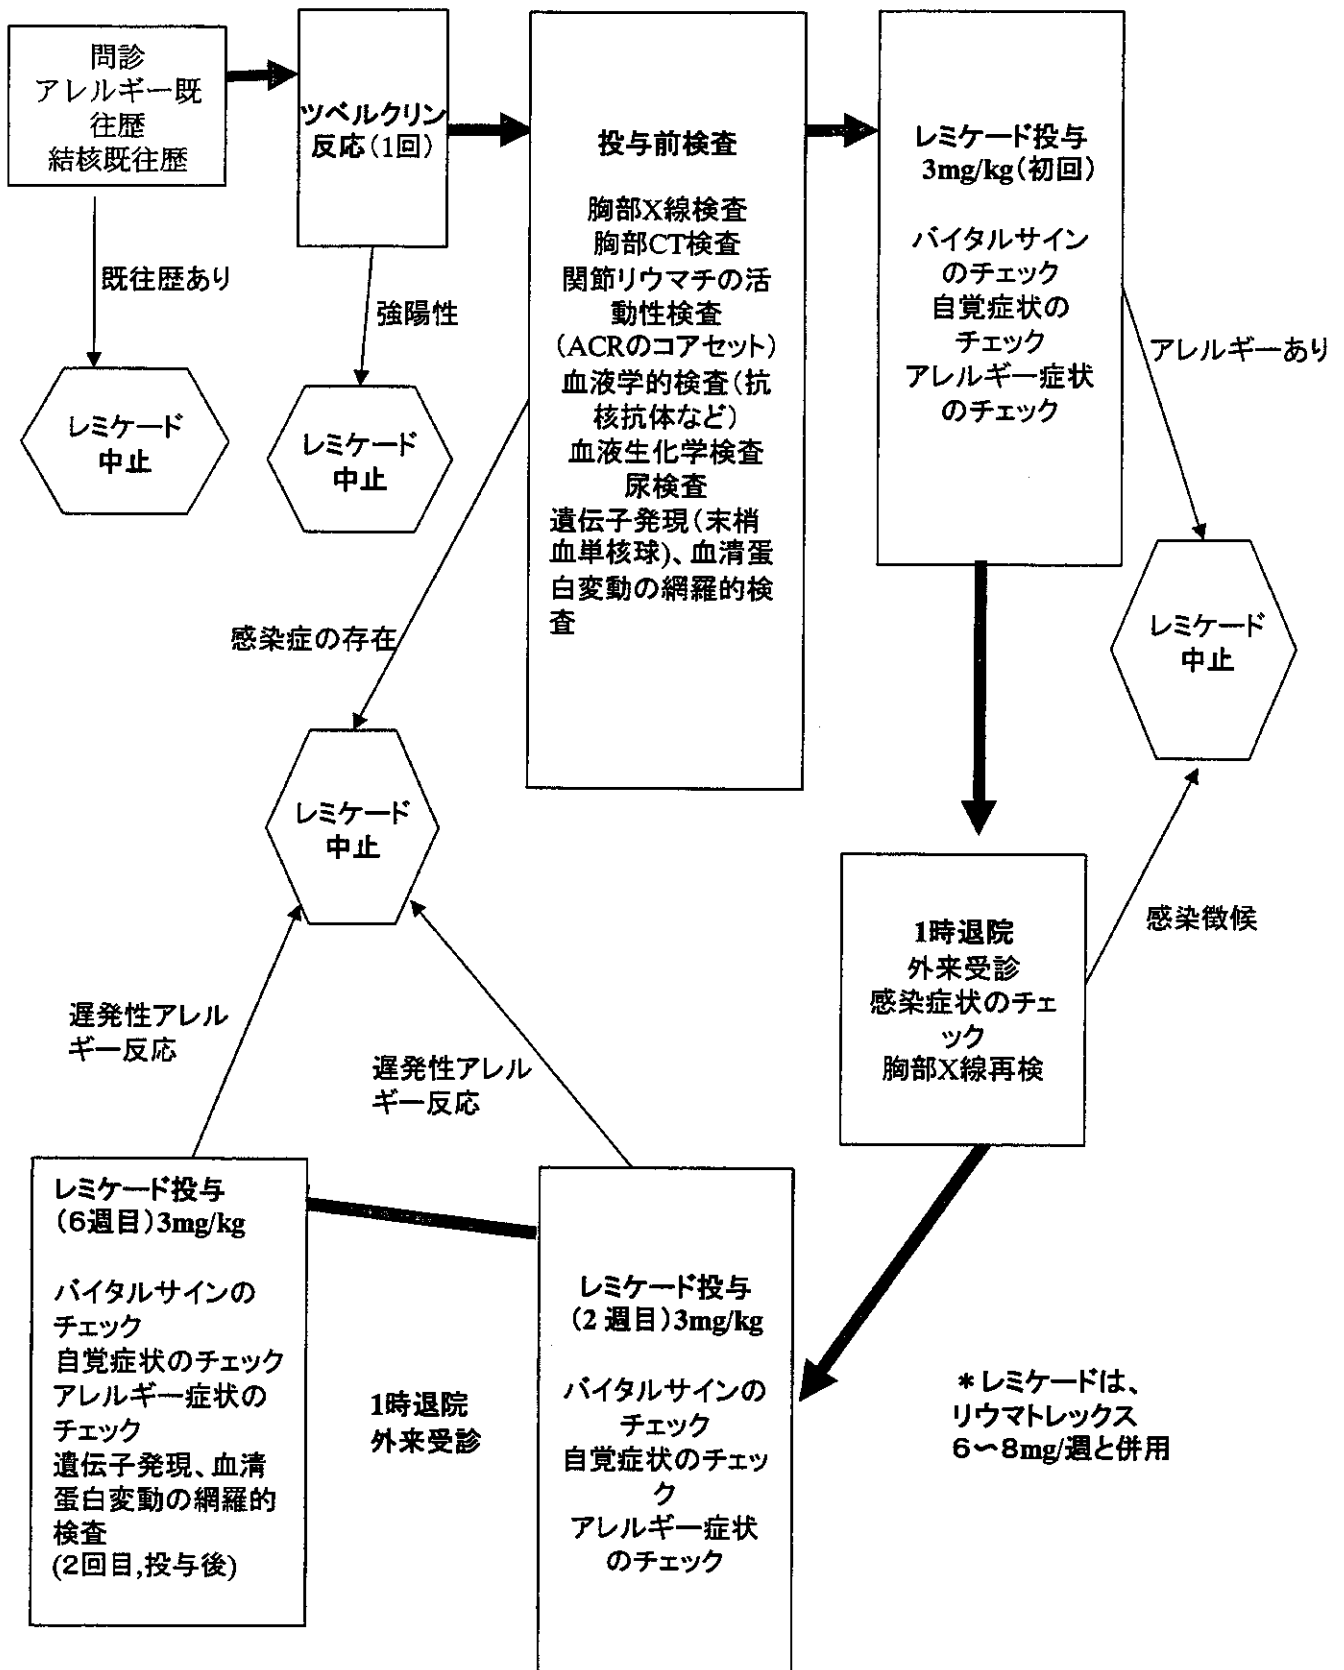 問診
アレルギー既
往歴
結核既往歴
ツベルクリン
反応(1回)
投与前検査
胸部X線検査
胸部CT検査
関節リウマチの活
動性検査
(ACRのコアセット)
血液学的検査(抗
核抗体など)
血液生化学検査
尿検査
遺伝子発現(末梢
血単核球)、血清蛋
白変動の網羅的検
査
レミケード投与
3mg/kg(初回)
バイタルサイン
のチェック
自覚症状の
チェック
アレルギー症状
のチェック
既往歴あり
強陽性
アレルギーあり
レミケード
中止
レミケード
中止
感染症の存在
レミケード
中止
レミケード
中止
1時退院
外来受診
感染症状のチェ
ック
胸部X線再検
感染徴候
遅発性アレル
ギー反応
遅発性アレル
ギー反応
レミケード投与
(6週目)3mg/kg
バイタルサインの
チェック
自覚症状のチェック
アレルギー症状の
チェック
遺伝子発現、血清
蛋白変動の網羅的
検査
(2回目,投与後)
1時退院
外来受診
レミケード投与
(2週目)3mg/kg
バイタルサインの
チェック
自覚症状のチェッ
ク
アレルギー症状
のチェック
*レミケードは、
リウマトレックス
6〜8mg/週と併用